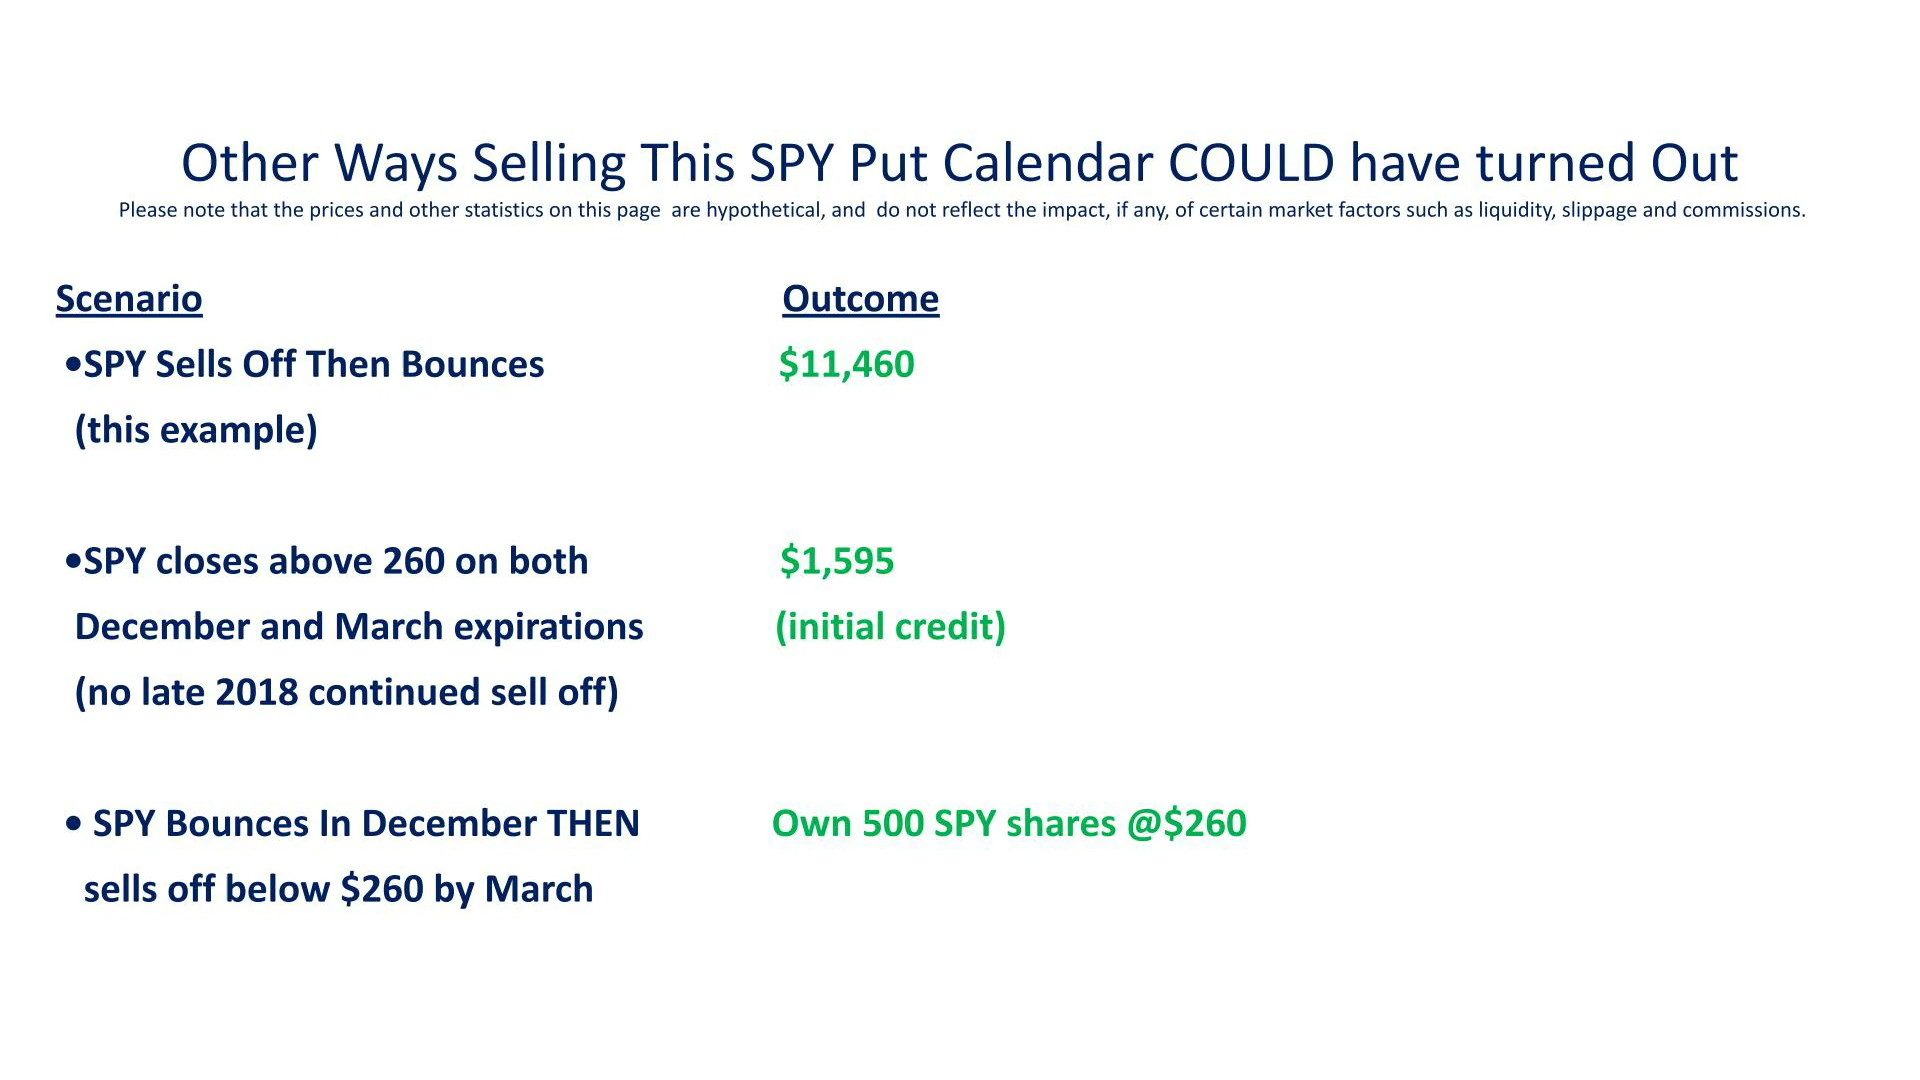 Other Ways Selling This SPY Put Calendar COULD have turned Out
Please note that the prices and other statistics on this page  are hypothetical, and  do not reflect the impact, if any, of certain market factors such as liquidity, slippage and commissions.
Scenario Outcome
•SPY Sells Off Then Bounces $11,460
(this example)
•SPY closes above 260 on both $1,595
December and March expirations (initial credit)
(no late 2018 continued sell off)
• SPY Bounces In December THEN Own 500 SPY shares @$260
sells off below $260 by March